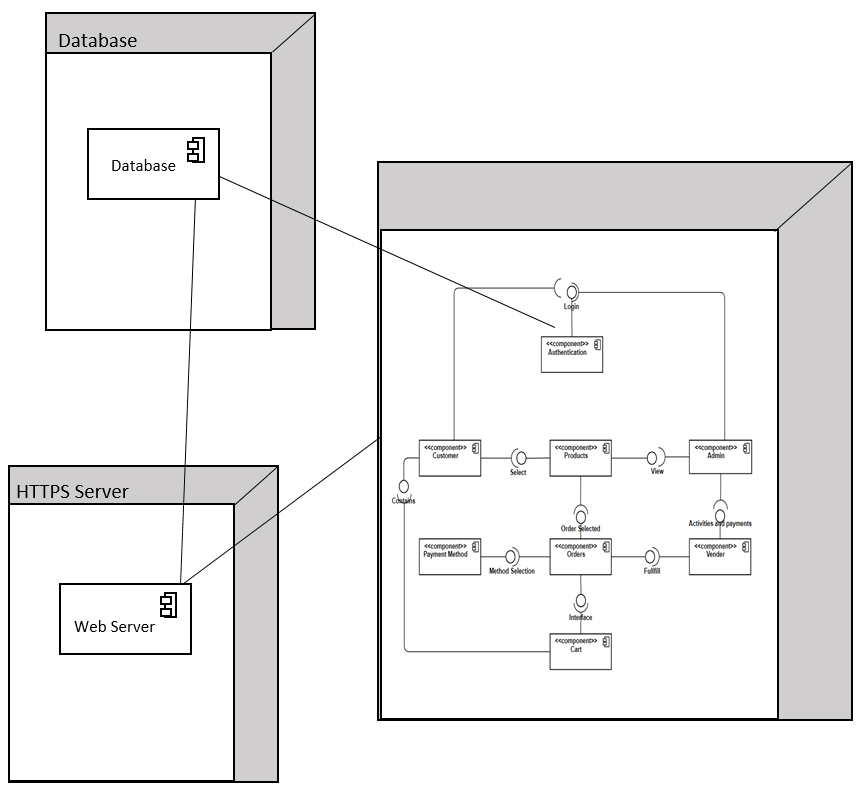 Database
Database
Login
<<component>>
Authentication
<<component>>
Customer
Select
<<component>>
Products
View
<<component>>
Admin
Contains
HTTPS Server
Order Selected
Activities and payments
<<component>>
Payment Method
Method Selection
<<component>>
Orders
Fullfill
<<component>>
Vender
Interface
Web Server
<<component>>
Cart